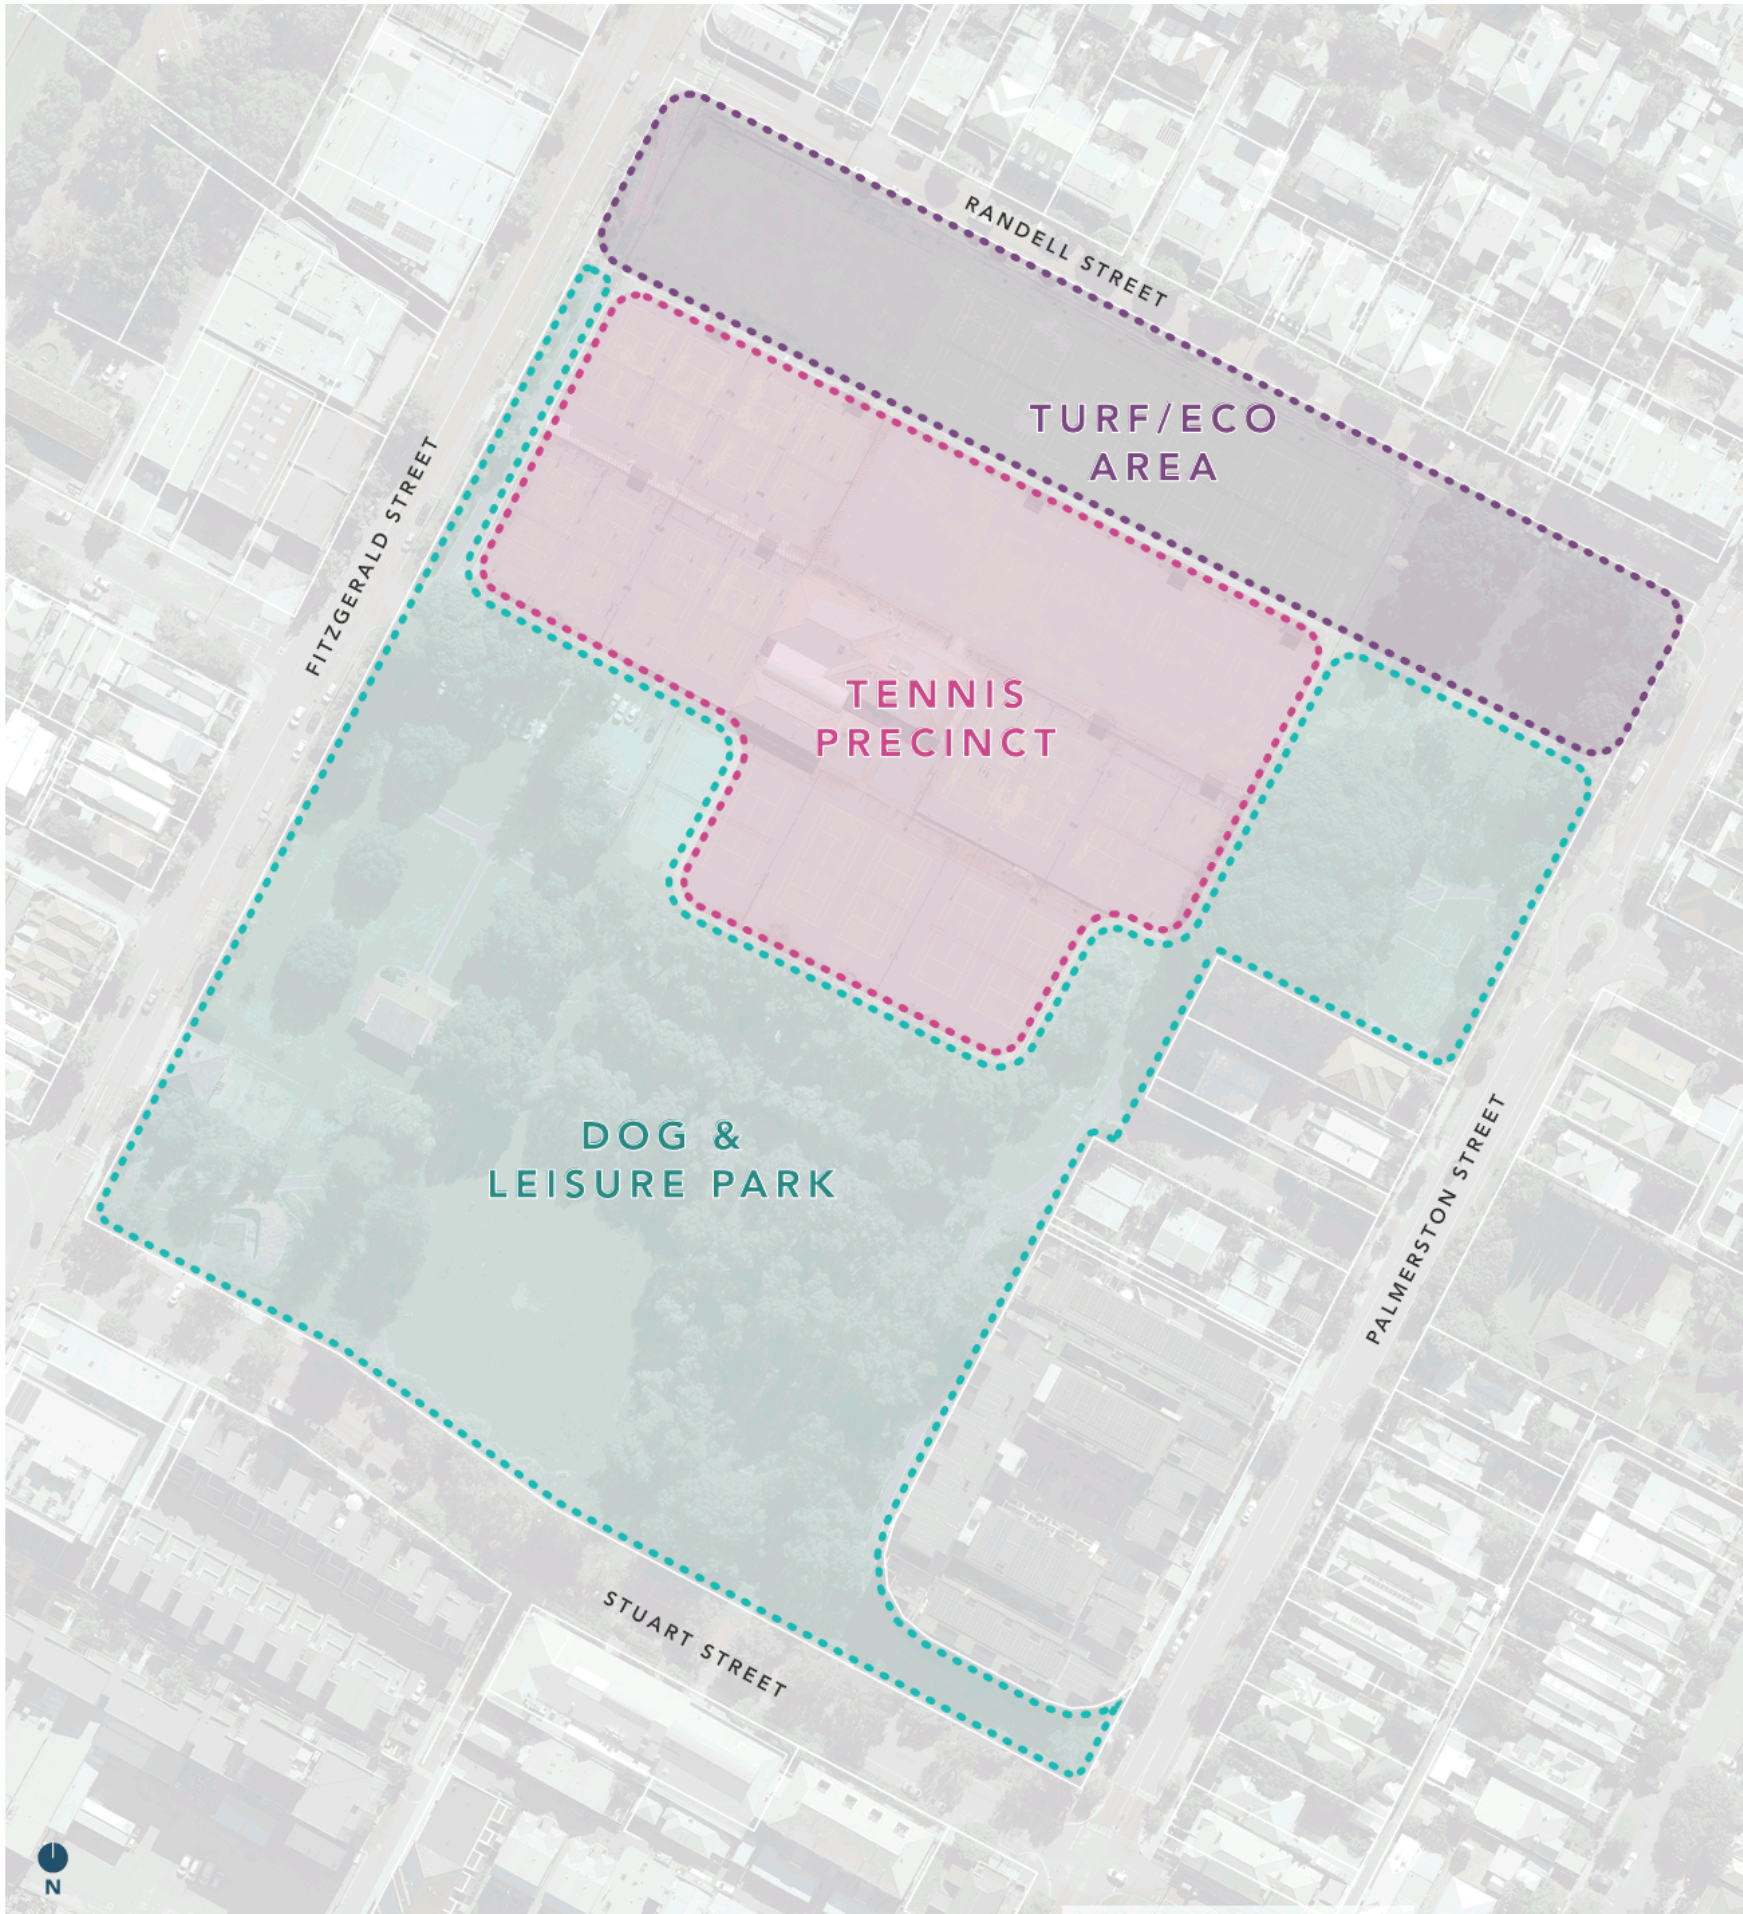 RANDELL STREET
TURF/ECO
AREA
FITZGERALD STREET
TENNIS
PRECINCT
DOG &
LEISURE PARK
PALMERSTON STREET
STUART STREET
N